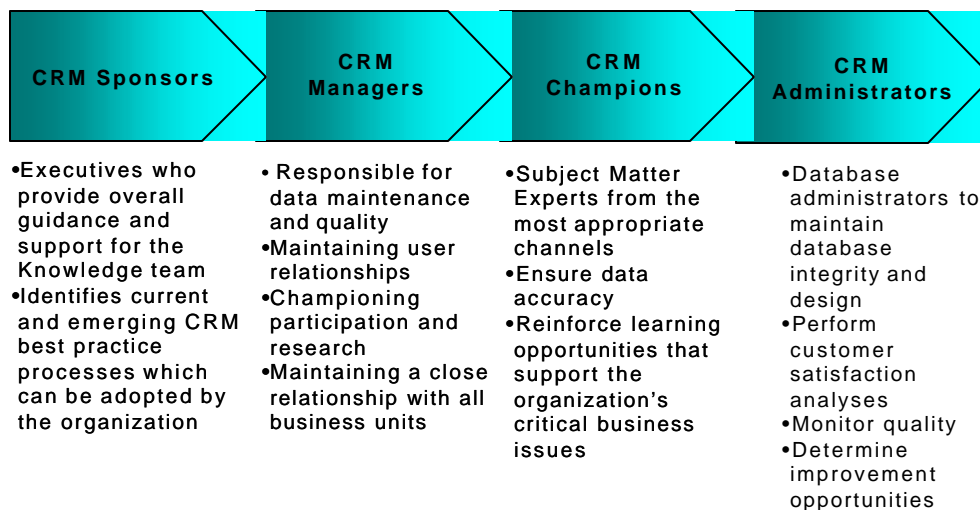 CRM Sponsors
CRM
Managers
CRM
Champions
CRM
Administrators
•Executives who
provide overall
guidance and
support for the
Knowledge team
•Identifies current
and emerging CRM
best practice
processes which
can be adopted by
the organization
• Responsible for
data maintenance
and quality
•Maintaining user
relationships
•Championing
participation and
research
•Maintaining a close
relationship with all
business units
•Subject Matter
Experts from the
most appropriate
channels
•Ensure data
accuracy
•Reinforce learning
opportunities that
support the
organization's
critical business
issues
•Database
administrators to
maintain
database
integrity and
design
•Perform
customer
satisfaction
analyses
•Monitor quality
•Determine
improvement
opportunities